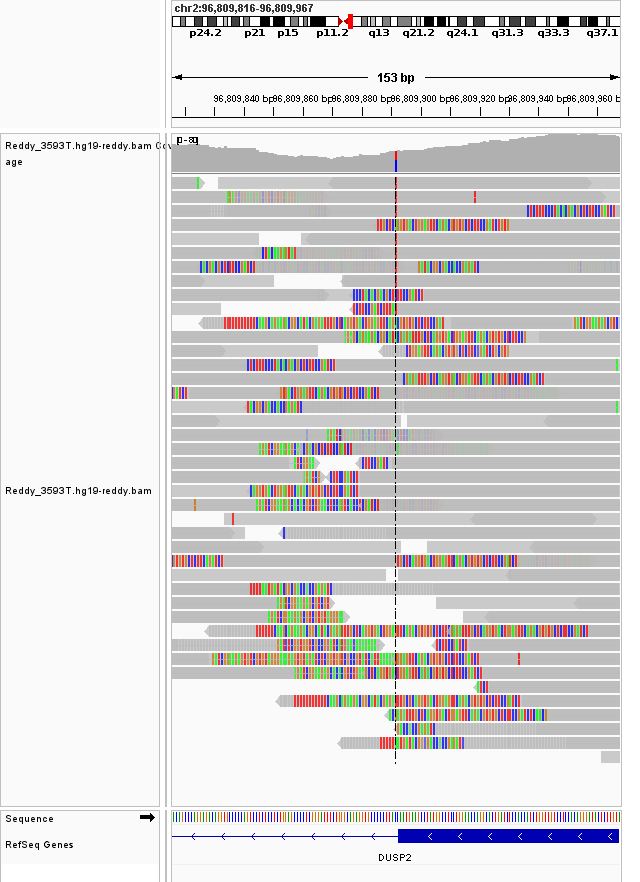 chr2:96,809,816-96,809,967
p24.2 p21 p15 p11.2 q13 q21.2 q24.1 q31.3 q33.3 q37.1
153 bp
96,809,840 bp 96,809,860 bp 96,809,880 bp 96,809,900 bp 96,809,920 bp 96,809,940 bp 96,809,960 b
Reddy_3593T.hg19-reddy.bam Cov
age
Reddy_3593T.hg19-reddy.bam
Sequence
RefSeq Genes
DUSP2